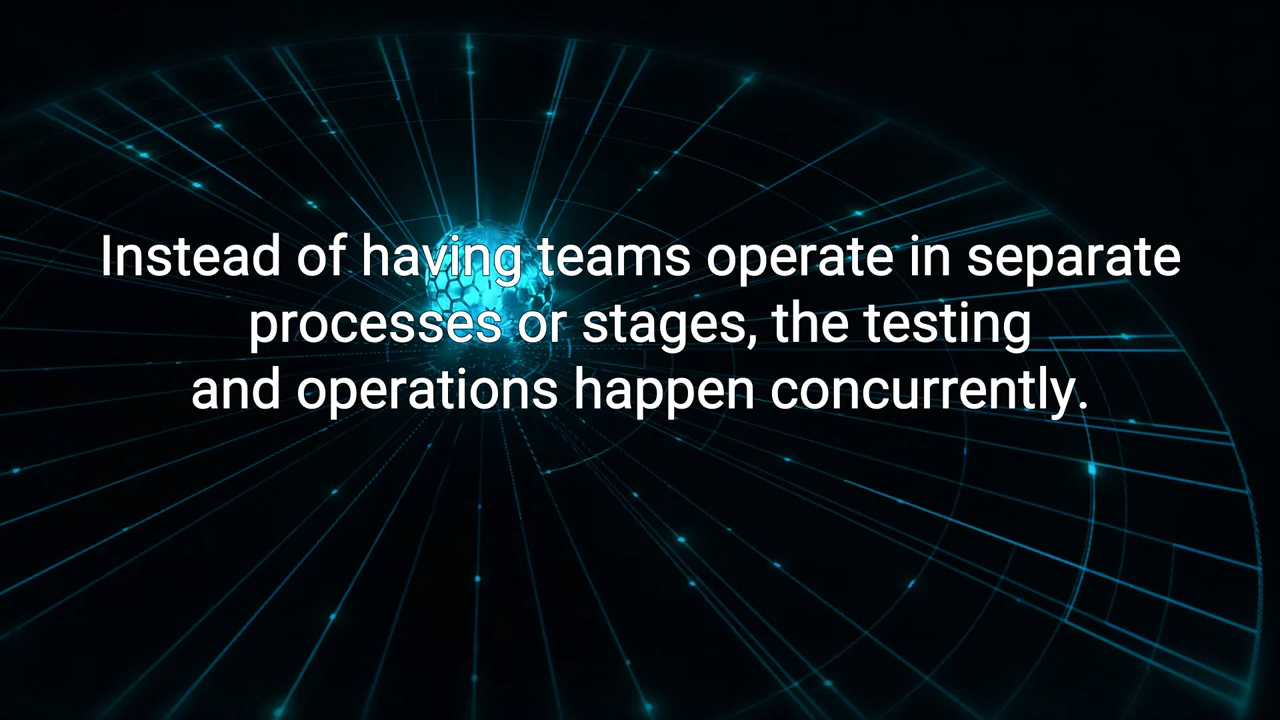 Instead of having teams operate in separate
processes or stages, the testing
and operations happen concurrently.